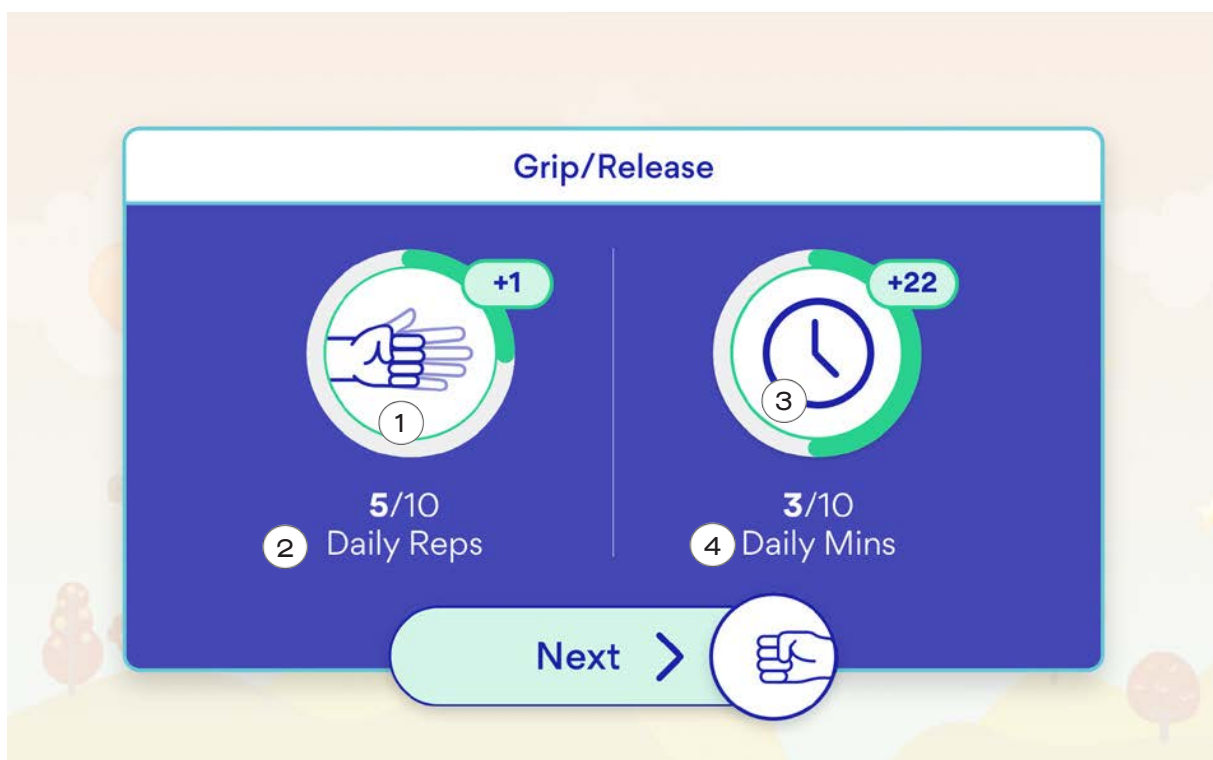 Grip/Release
+1
1
5/10
2 Daily Reps
+22
3
3/10
4 Daily Mins
Next